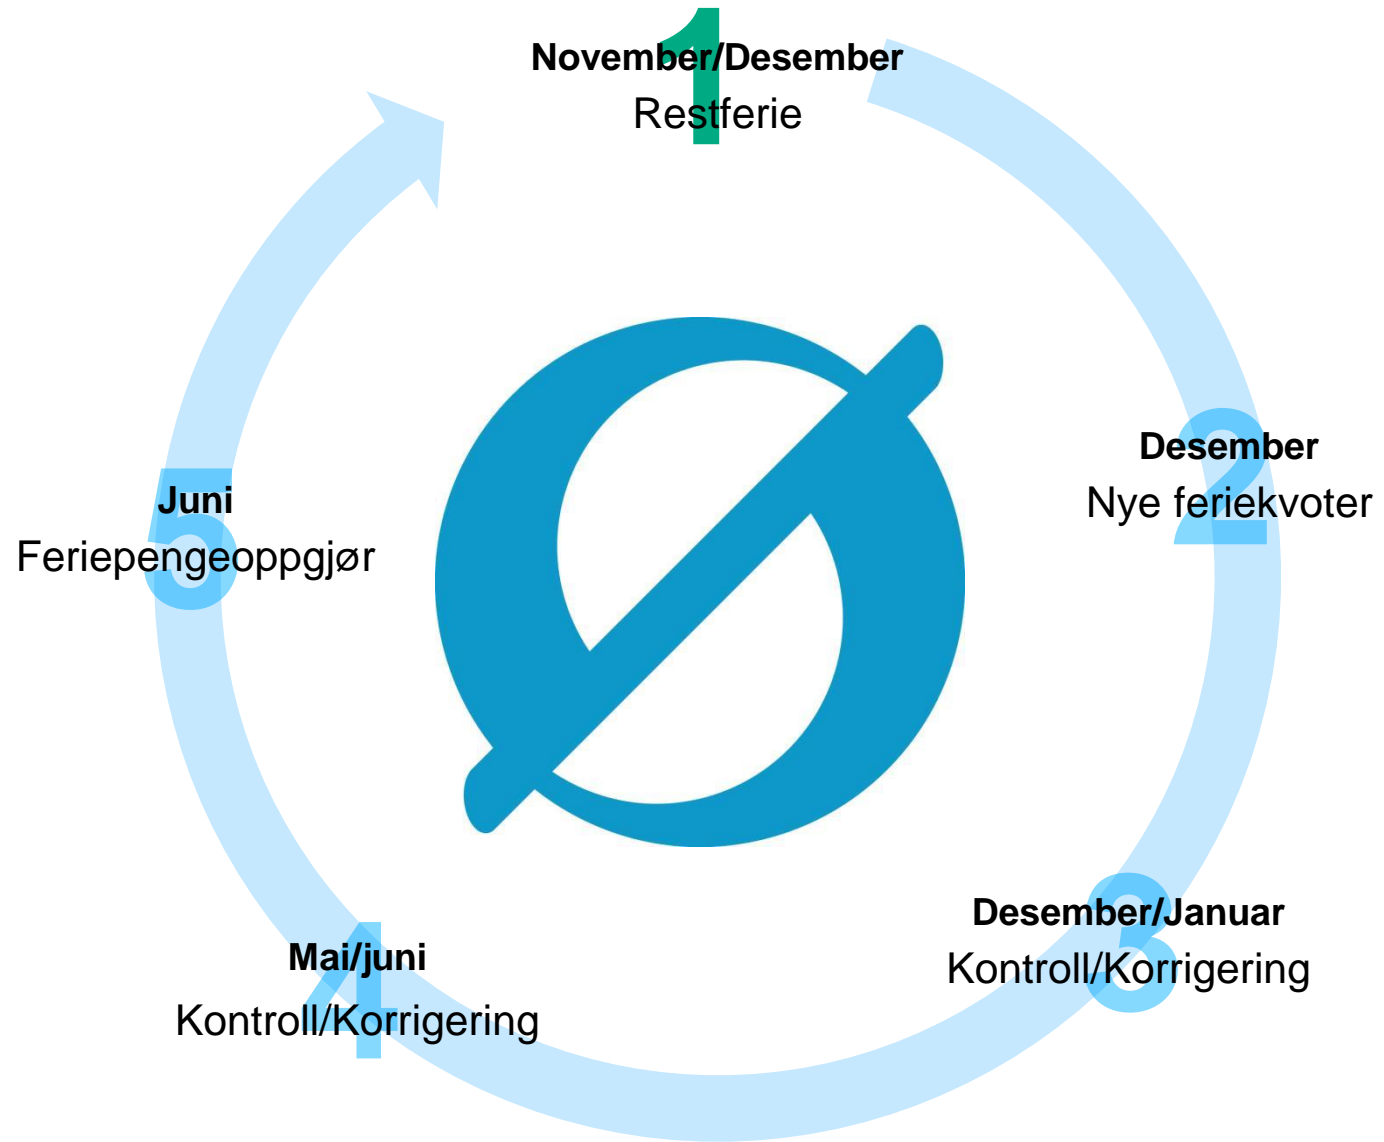 1
November/Desember
Restferie
2
Desember
Nye feriekvoter
3
Desember/Januar
Kontroll/Korrigering
4
Mai/juni
Kontroll/Korrigering
5
Juni
Feriepengeoppgjør